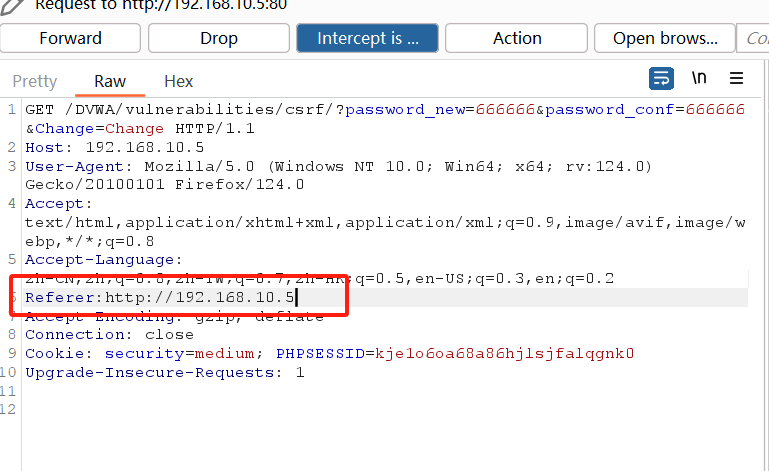 Request to http://192.168.10.5:80
Forward Drop Intercept is ... Action Open brows... Co
Pretty Raw Hex \n
1 GET /DVWA/vulnerabilities/csrf/?password_new=666666&password_conf=666666
&Change=Change HTTP/1.1
2 Host: 192.168.10.5
3 User-Agent: Mozilla/5.0 (Windows NT 10.0; Win64; x64; rv:124.0)
Gecko/20100101 Firefox/124.0
4 Accept:
text/html,application/xhtml+xml,application/xml;q=0.9,image/avif,image/w
ebp,*/*;q=0.8
5 Accept-Language:
zh-CN,zh;q=0.8,zh-TW;q=0.7,zh-HK;q=0.5,en-US;q=0.3,en;q=0.2
6 Referer:http://192.168.10.5
7 Accept-Encoding: gzip, deflate
8 Connection: close
9 Cookie: security=medium; PHPSESSID=kje1o6oa68a86hjlsjfalqgnk0
10 Upgrade-Insecure-Requests: 1
11
12